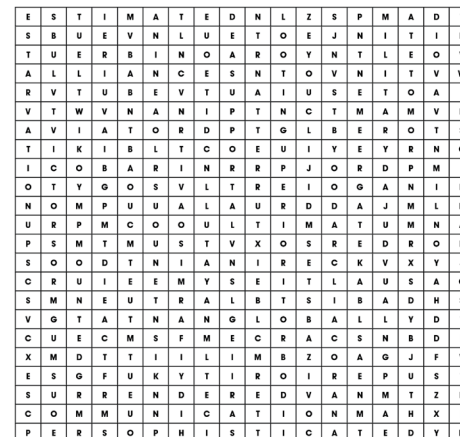 E S T I M A T E D N L Z S P M A D
S B U E V N L U E T O E J N I T I
T U E R B I N O A R O Y N T L E O
A L L I A N C E S N T O V N I T V
R V T U B E V T U A I U S E T O A
V T W V N A N I P T N C T M A M V
A V I A T O R D P T G L B E R O T
T I K I B L T C O E U I Y E Y R N
I C O B A R I N R R P J O R D P M
O T Y G O S V L T R E I O G A N I
N O M P U U A L A U R D D A J M L
U R P M C O O U L T I M A T U M N
P S M T M U S T V X O S R E D R O
S O O D T N I A N I R E C K V X Y
C R U I E E M Y S E I T L A U S A
S M N E U T R A L B T S I B A D H
V G T A T N A N G L O B A L L Y D
C U E C M S F M E C R A C S N B D
X M D T T I I L I M B Z O A G J F
E S G F U K Y T I R O I R E P U S
S U R R E N D E R E D V A N M T Z
C O M M U N I C A T I O N M A H X
P E R S O P H I S T I C A T E D Y